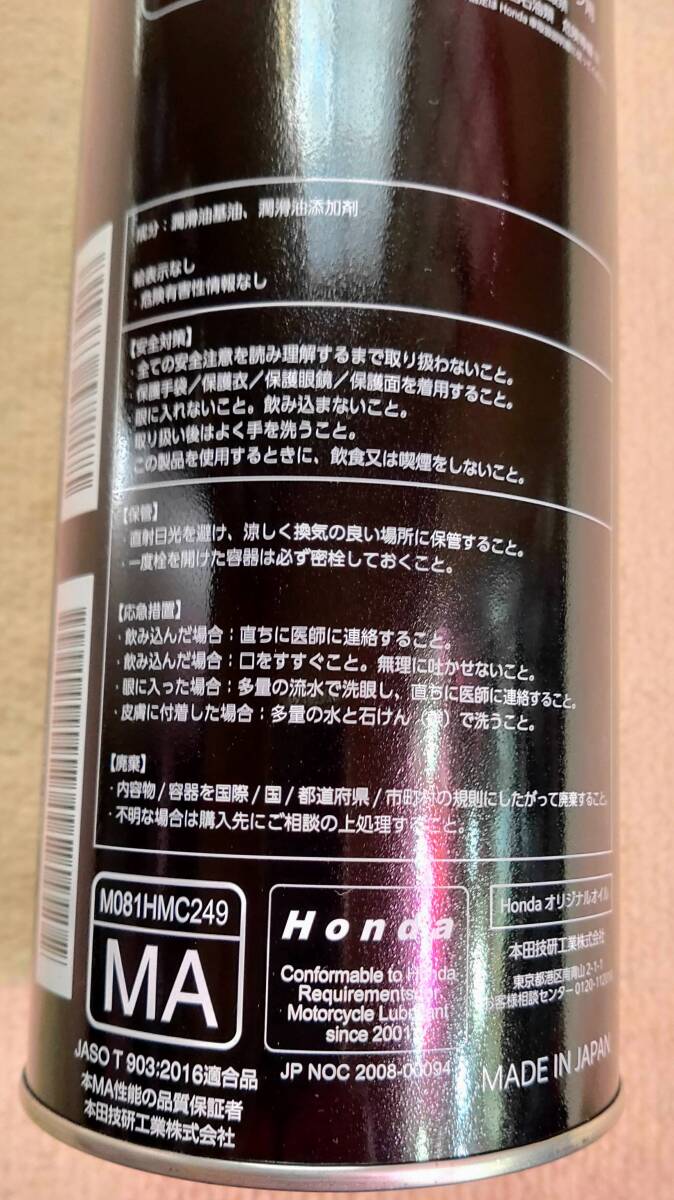 成分：潤滑油基油、潤滑油添加剤
絵表示なし
・危険有害性情報なし
【安全対策】
・全ての安全注意を読み理解するまで取り扱わないこと。
・保護手袋／保護衣／保護眼鏡／保護面を着用すること。
・眼に入れないこと。飲み込まないこと。
・取り扱い後はよく手を洗うこと。
・この製品を使用するときに、飲食又は喫煙をしないこと。
【保管】
・直射日光を避け、涼しく換気の良い場所に保管すること。
・一度栓を開けた容器は必ず密栓しておくこと。
【応急措置】
・飲み込んだ場合：直ちに医師に連絡すること。
・飲み込んだ場合：口をすすぐこと。無理に吐かせないこと。
・眼に入った場合：多量の流水で洗眼し、直ちに医師に連絡すること。
・皮膚に付着した場合：多量の水と石けん（鹸）で洗うこと。
【廃棄】
・内容物/容器を国際/国/都道府県/市町村の規則にしたがって廃棄すること。
・不明な場合は購入先にご相談の上処理すること。
M081HMC249
MA
JASO T 903:2016適合品
本MA性能の品質保証者
本田技研工業株式会社
Honda
Conformable to Honda
Requirements for
Motorcycle Lubricant
since 2001
JP NOC 2008-00094
Honda オリジナルオイル
本田技研工業株式会社
東京都港区南青山2-1-1
お客様相談センター 0120-
MADE IN JAPAN